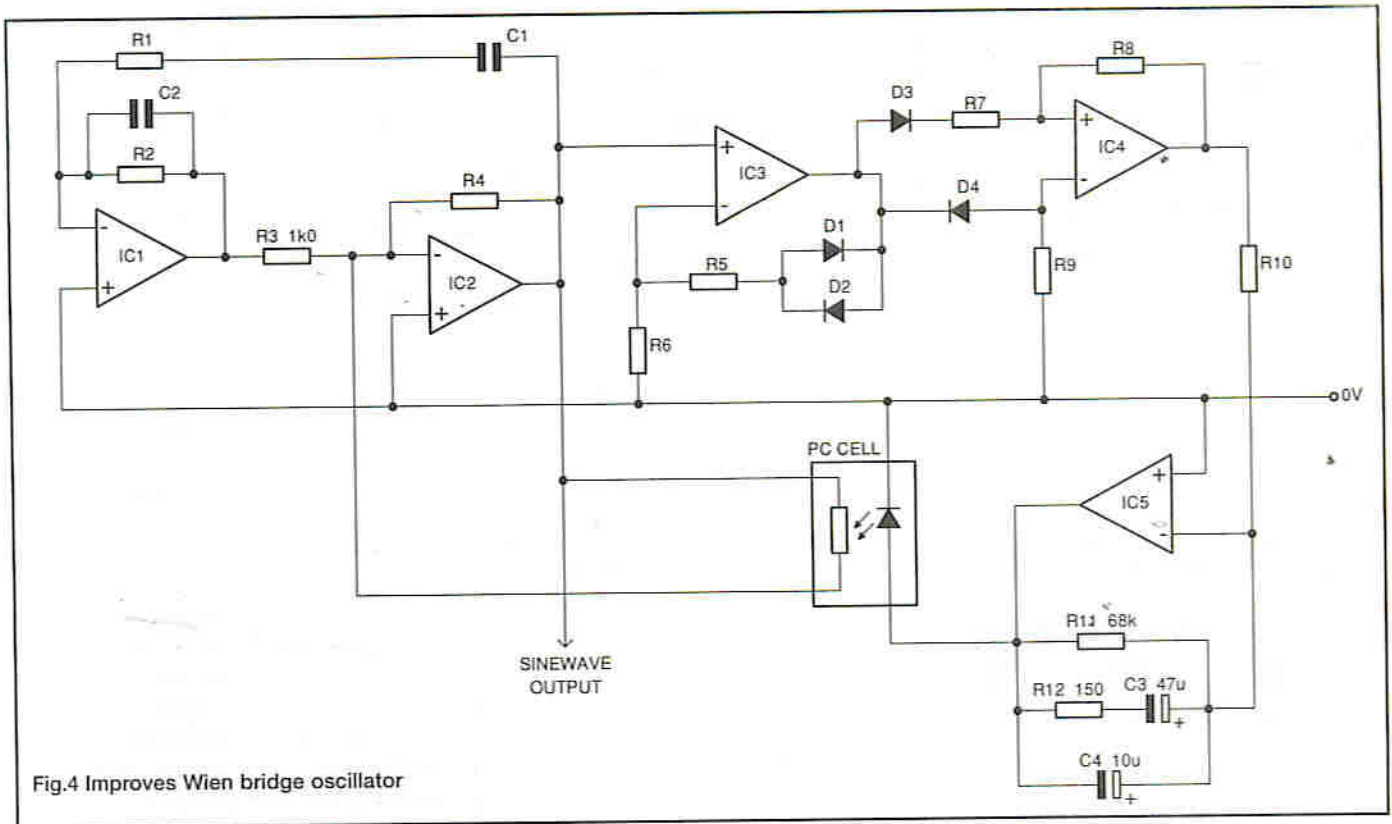 R1
C1
C2
R2
R3 1k0
R4
IC1
-
+
IC2
-
+
IC3
+
-
D3
R7
R8
IC4
+
-
D4
D1
D2
R5
R6
R9
R10
0V
PC CELL
IC5
+
-
R11 68k
R12 150
C3 47u
+
C4 10u
+
SINEWAVE
OUTPUT
Fig.4 Improves Wien bridge oscillator